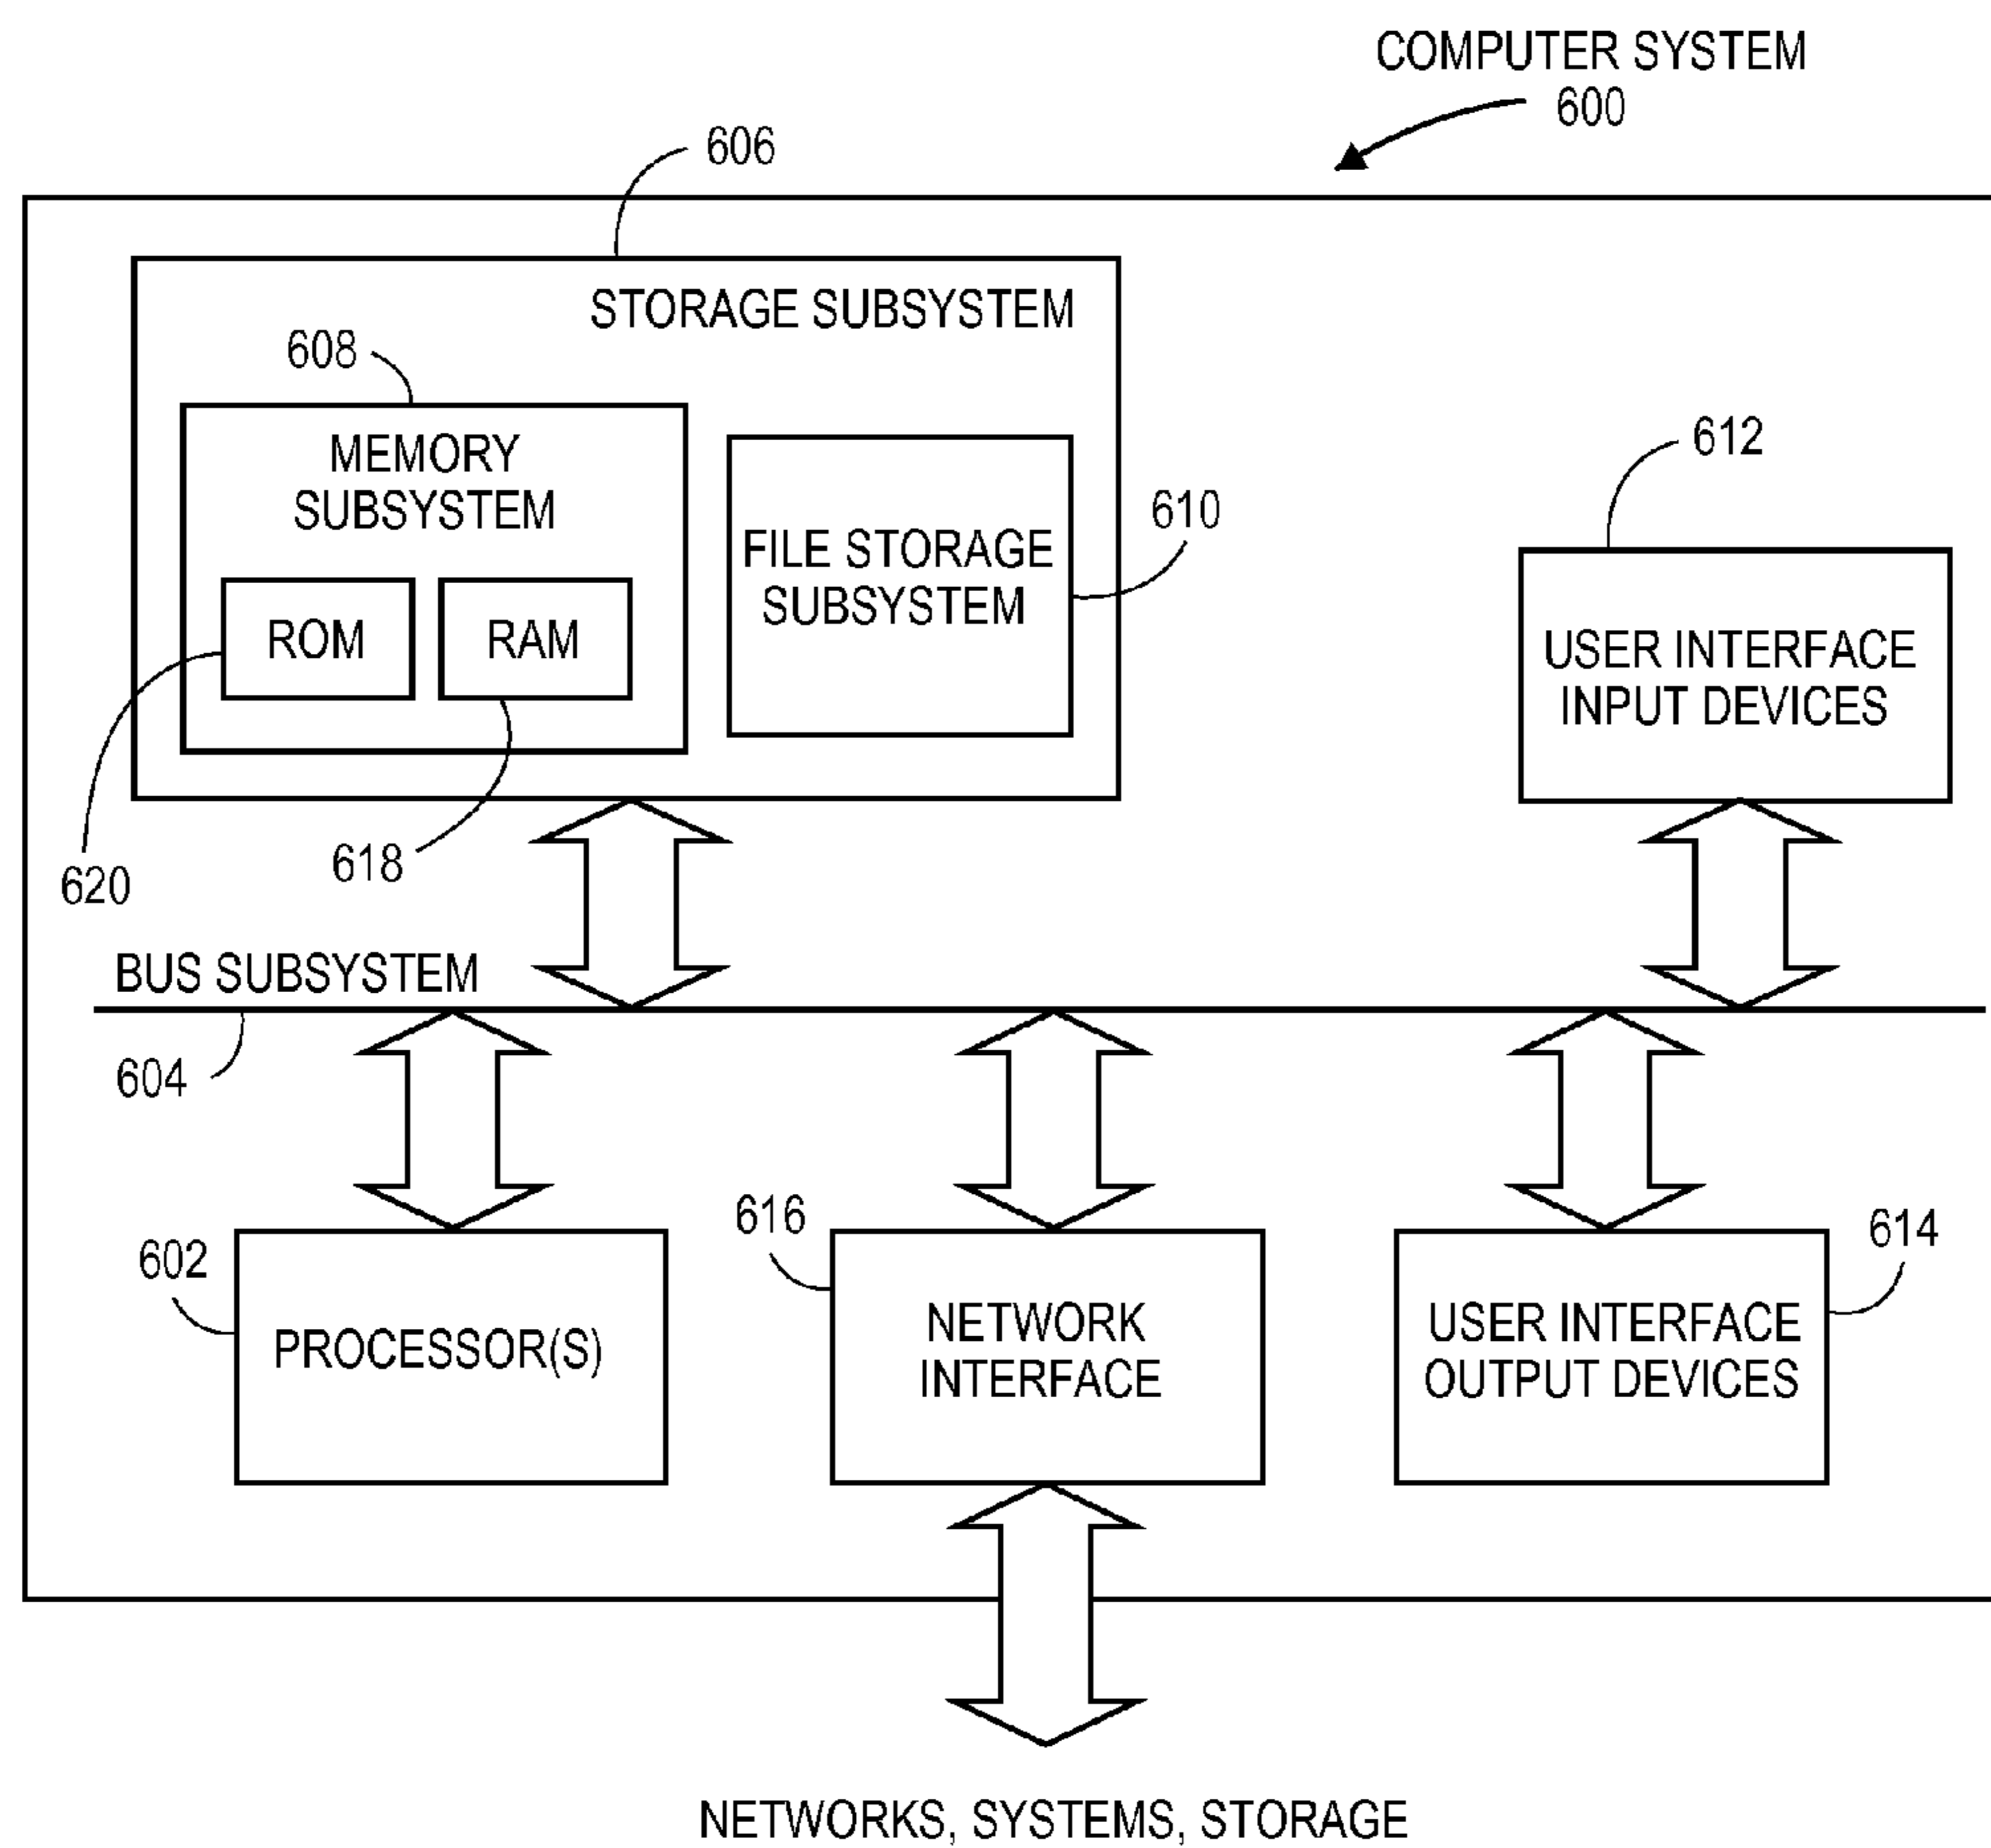 COMPUTER SYSTEM
600
606
STORAGE SUBSYSTEM
608
MEMORY
SUBSYSTEM
ROM
RAM
FILE STORAGE
SUBSYSTEM
610
612
USER INTERFACE
INPUT DEVICES
620
618
BUS SUBSYSTEM
604
602
PROCESSOR(S)
616
NETWORK
INTERFACE
614
USER INTERFACE
OUTPUT DEVICES
NETWORKS, SYSTEMS, STORAGE